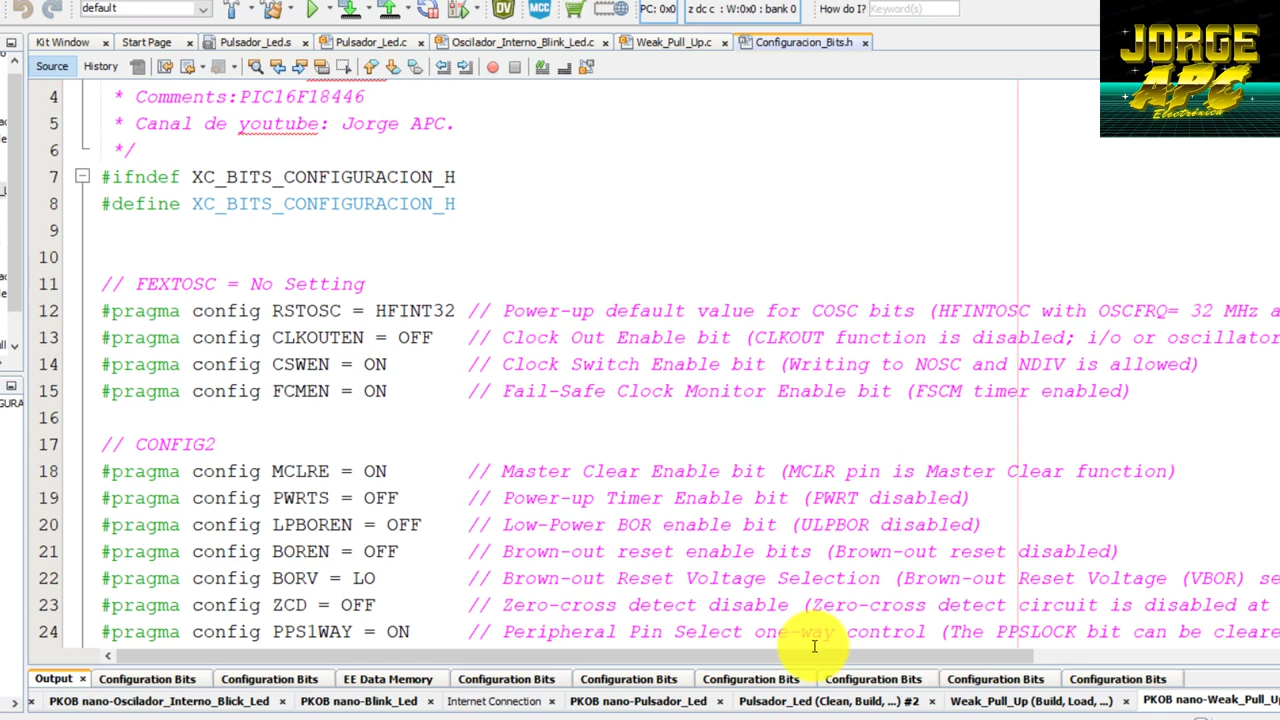 default
PC: 0x0
z dc c : W:0x0 : bank 0
How do I?
Keyword(s)
JORGE
APC
Electrónica
Kit Window
Start Page
Pulsador_Led.s
Pulsador_Led.c
Oscilador_Interno_Blink_Led.c
Weak_Pull_Up.c
Configuracion_Bits.h
Source
History
4 * Comments:PIC16F18446
5 * Canal de youtube: Jorge APC.
6 */
7 #ifndef XC_BITS_CONFIGURACION_H
8 #define XC_BITS_CONFIGURACION_H
9
10
11 // FEXTOSC = No Setting
12 #pragma config RSTOSC = HFINT32 // Power-up default value for COSC bits (HFINTOSC with OSCFRQ= 32 MHz a
13 #pragma config CLKOUTEN = OFF // Clock Out Enable bit (CLKOUT function is disabled; i/o or oscillator
14 #pragma config CSWEN = ON // Clock Switch Enable bit (Writing to NOSC and NDIV is allowed)
15 #pragma config FCMEN = ON // Fail-Safe Clock Monitor Enable bit (FSCM timer enabled)
16
17 // CONFIG2
18 #pragma config MCLRE = ON // Master Clear Enable bit (MCLR pin is Master Clear function)
19 #pragma config PWRTS = OFF // Power-up Timer Enable bit (PWRT disabled)
20 #pragma config LPBOREN = OFF // Low-Power BOR enable bit (ULPBOR disabled)
21 #pragma config BOREN = OFF // Brown-out reset enable bits (Brown-out reset disabled)
22 #pragma config BORV = LO // Brown-out Reset Voltage Selection (Brown-out Reset Voltage (VBOR) se
23 #pragma config ZCD = OFF // Zero-cross detect disable (Zero-cross detect circuit is disabled at
24 #pragma config PPS1WAY = ON // Peripheral Pin Select one-way control (The PPSLOCK bit can be cleare
Output
Configuration Bits
Configuration Bits
EE Data Memory
Configuration Bits
Configuration Bits
Configuration Bits
Configuration Bits
Configuration Bits
Configuration Bits
PKOB nano-Oscilador_Interno_Blick_Led
PKOB nano-Blink_Led
Internet Connection
PKOB nano-Pulsador_Led
Pulsador_Led (Clean, Build, ...) #2
Weak_Pull_Up (Build, Load, ...)
PKOB nano-Weak_Pull_Up